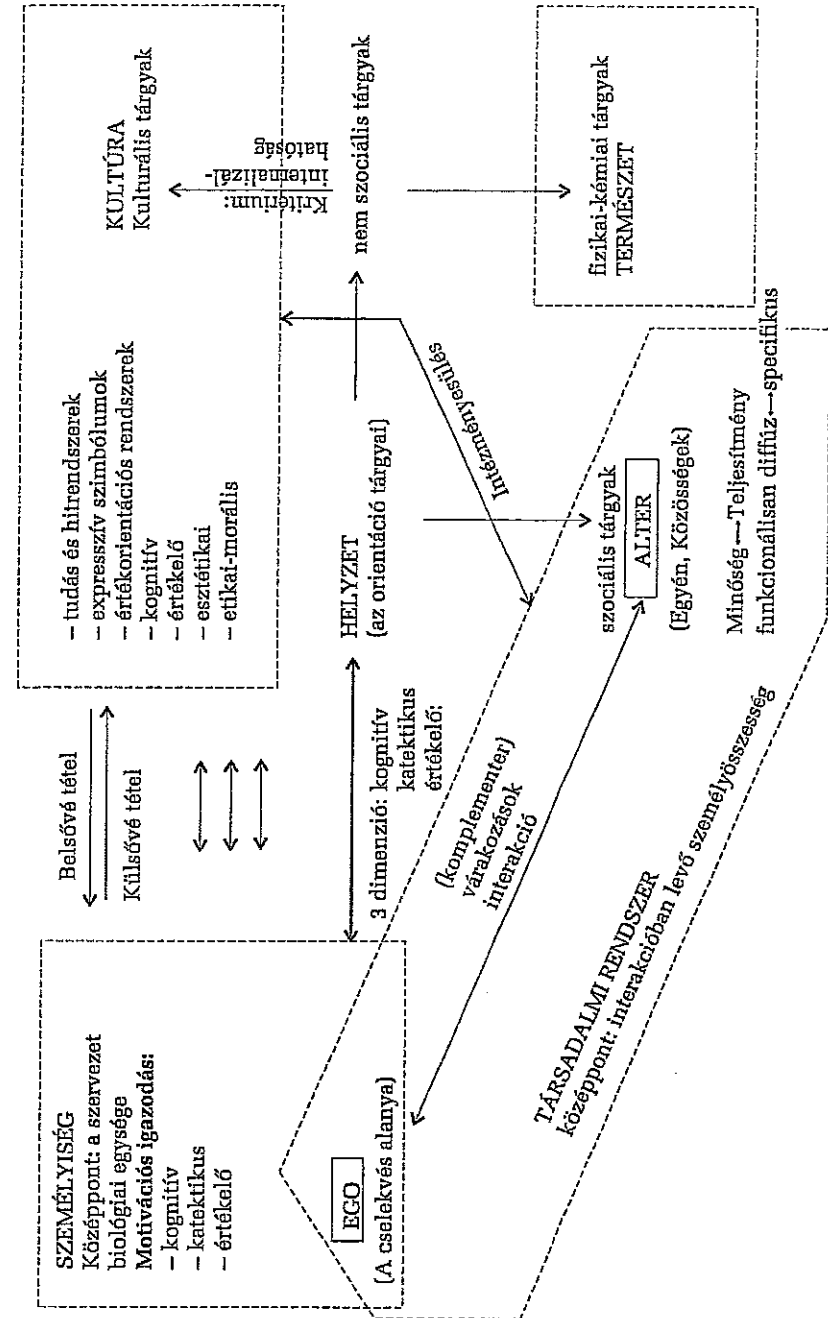 SZEMÉLYISÉG
Középpont: a szervezet
biológiai egysége
Motivációs igazodás:
– kognitív
– katektikus
– értékelő
EGO
(A cselekvés alanya)
Belsővé tétel
Külsővé tétel
3 dimenzió: kognitív
katektikus
értékelő:
– tudás és hitrendszerek
– expresszív szimbólumok
– értékorientációs rendszerek
– kognitív
– értékelő
– esztétikai
– etikai-morális
KULTÚRA
Kulturális tárgyak
Kritérium:
internalizál-
hatóság
HELYZET
(az orientáció tárgyai)
nem szociális tárgyak
Intézményesülés
(komplementer)
várakozások
interakció
szociális tárgyak
ALTER
(Egyén, Közösségek)
Minőség—Teljesítmény
funkcionálisan diffúz↔specifikus
fizikai-kémiai tárgyak
TERMÉSZET
TÁRSADALMI RENDSZER
középpont: interakcióban levő személyösszesség